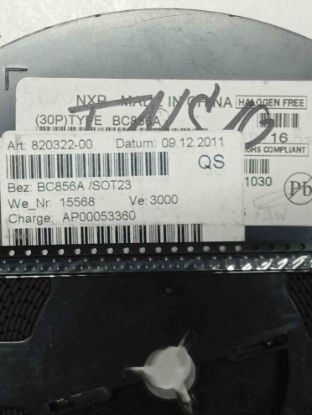 NXP MADE IN CHINA HALOGEN FREE
(30P)TYPE BC856A
16
Art: 820322-00 Datum: 09.12.2011
RoHS COMPLIANT
QS
Bez: BC856A /SOT23
1030
Pb
We_Nr: 15568 Ve: 3000
Charge: AP00053360